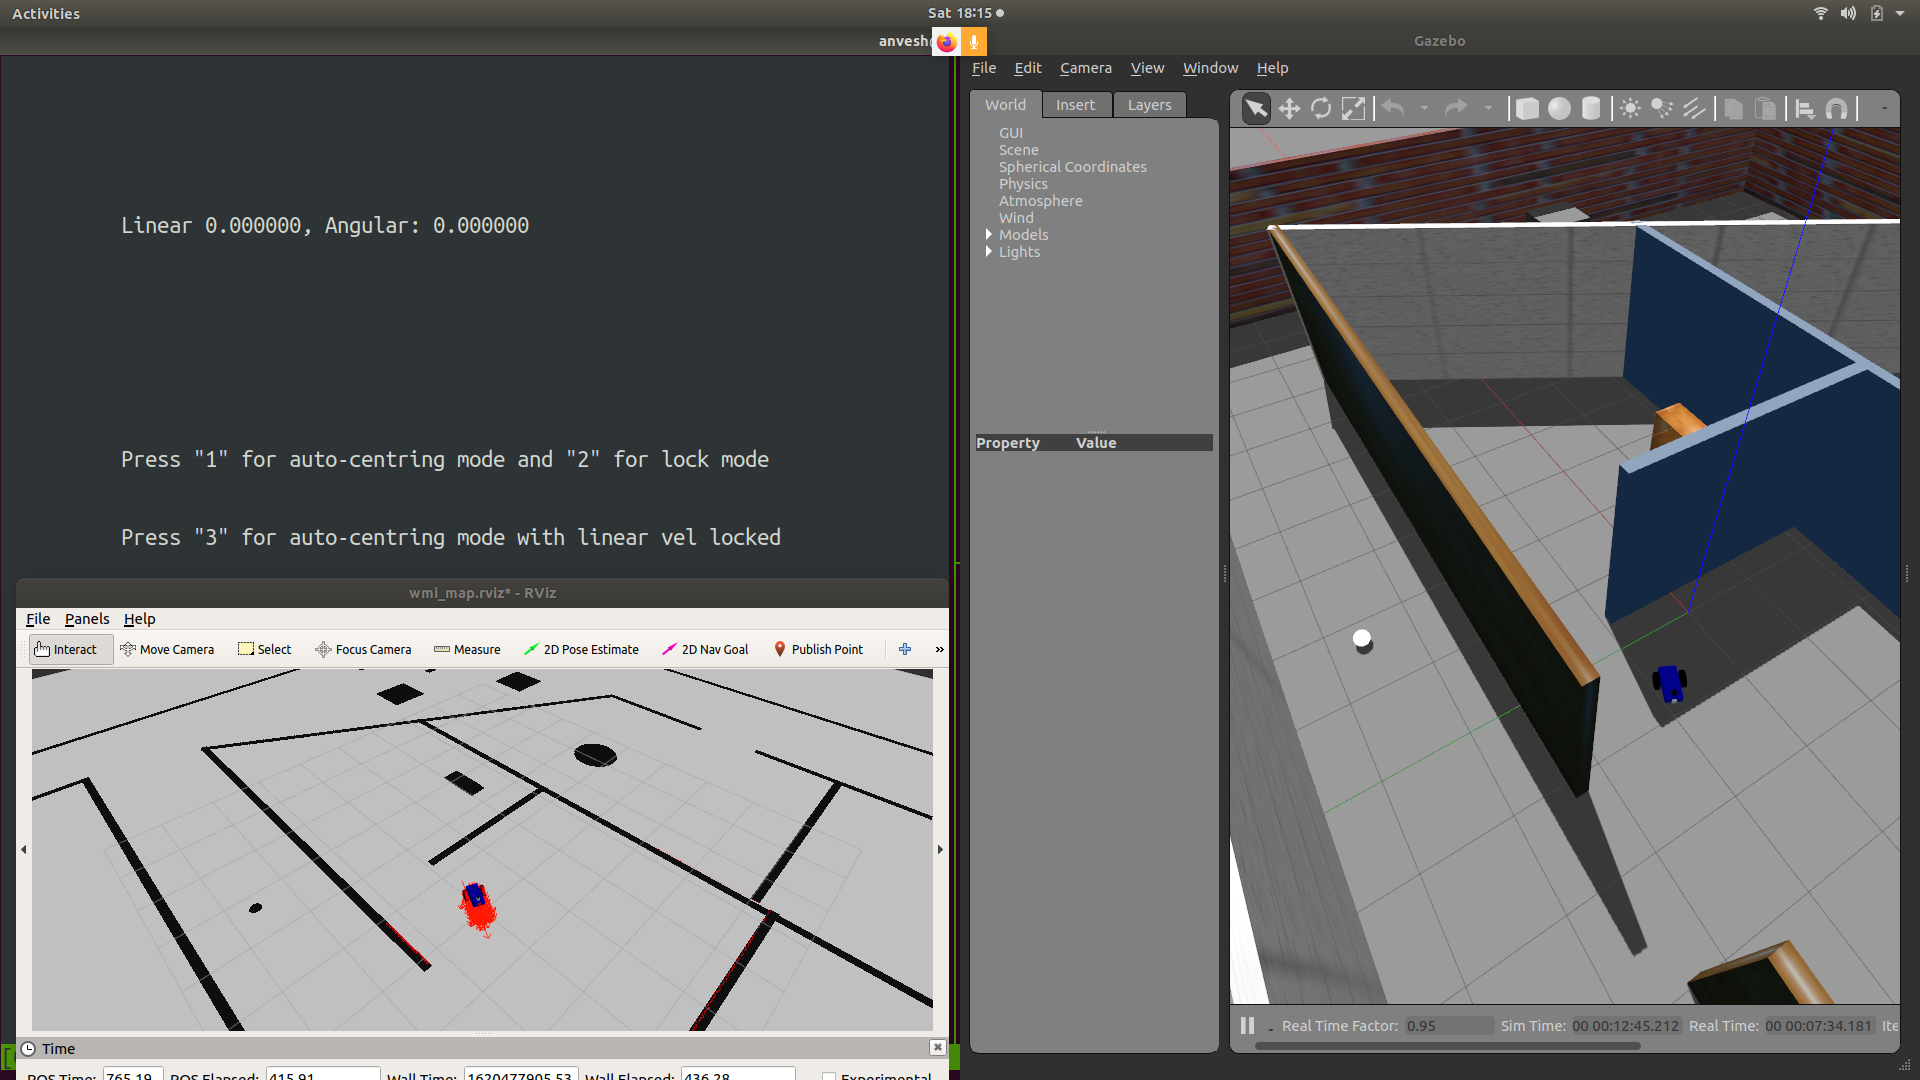 Activities
Sat 18:15
anvesh
Gazebo
File Edit Camera View Window Help
World Insert Layers
GUI
Scene
Spherical Coordinates
Physics
Atmosphere
Wind
Models
Lights
Property Value
Linear 0.000000, Angular: 0.000000
Press "1" for auto-centring mode and "2" for lock mode
Press "3" for auto-centring mode with linear vel locked
wmi_map.rviz* - RViz
File Panels Help
Interact Move Camera Select Focus Camera Measure 2D Pose Estimate 2D Nav Goal Publish Point »
Time
ROS Time: 765.19 ROS Elapsed: 415.91 Wall Time: 1620477905.53 Wall Elapsed: 436.28 Experimental
Real Time Factor: 0.95 Sim Time: 00 00:12:45.212 Real Time: 00 00:07:34.181 Ite